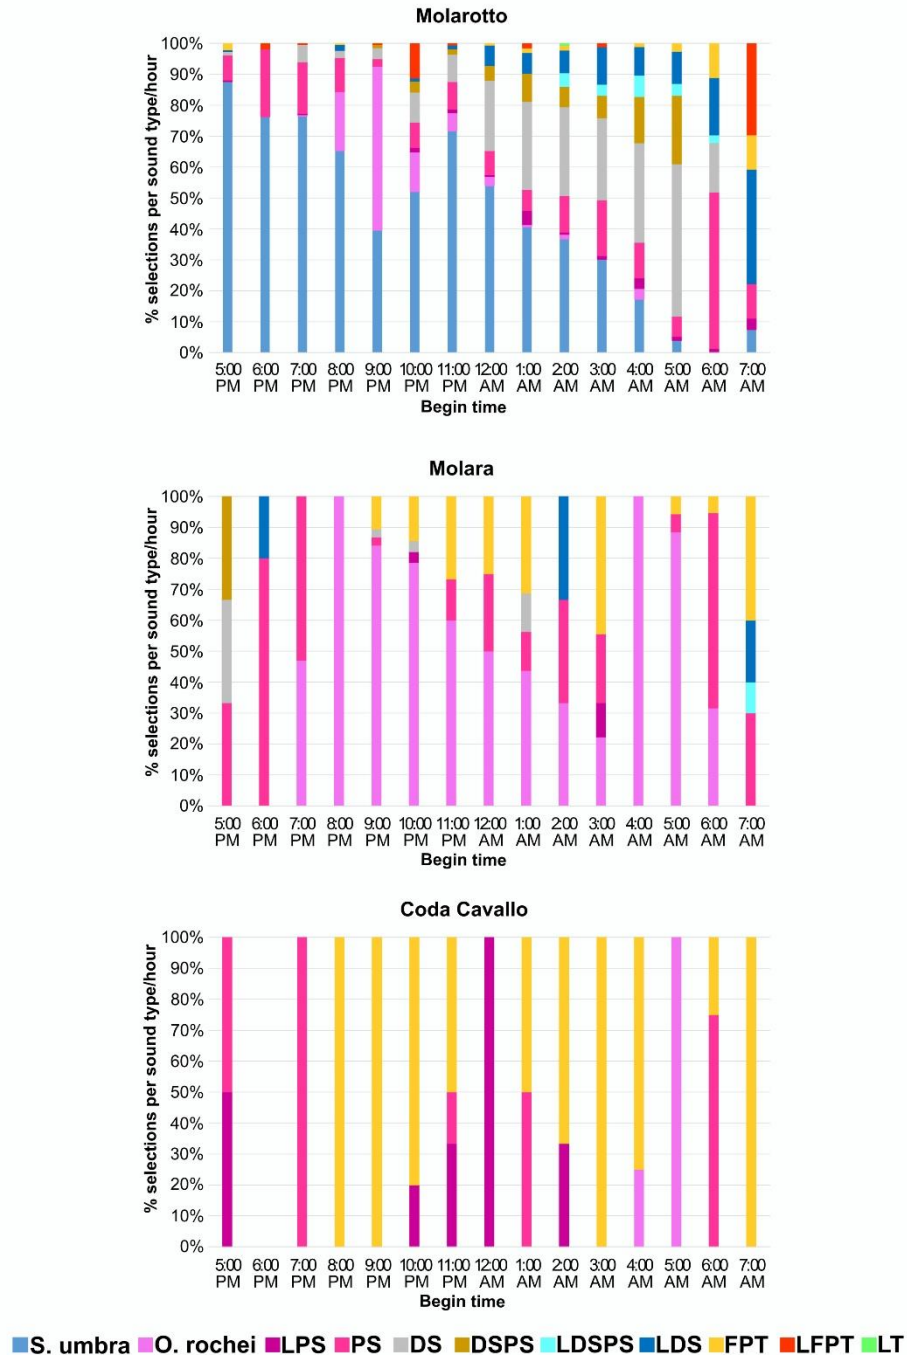 Molarotto
% selections per sound type/hour
100%
90%
80%
70%
60%
50%
40%
30%
20%
10%
0%
5:00 6:00 7:00 8:00 9:00 10:00 11:00 12:00 1:00 2:00 3:00 4:00 5:00 6:00 7:00
PM PM PM PM PM PM PM AM AM AM AM AM AM AM AM
Begin time
Molara
% selections per sound type/hour
100%
90%
80%
70%
60%
50%
40%
30%
20%
10%
0%
5:00 6:00 7:00 8:00 9:00 10:00 11:00 12:00 1:00 2:00 3:00 4:00 5:00 6:00 7:00
PM PM PM PM PM PM PM AM AM AM AM AM AM AM AM
Begin time
Coda Cavallo
% selections per sound type/hour
100%
90%
80%
70%
60%
50%
40%
30%
20%
10%
0%
5:00 6:00 7:00 8:00 9:00 10:00 11:00 12:00 1:00 2:00 3:00 4:00 5:00 6:00 7:00
PM PM PM PM PM PM PM AM AM AM AM AM AM AM AM
Begin time
S. umbra O. rochei LPS PS DS DSPS LDSPS LDS FPT LFPT LT